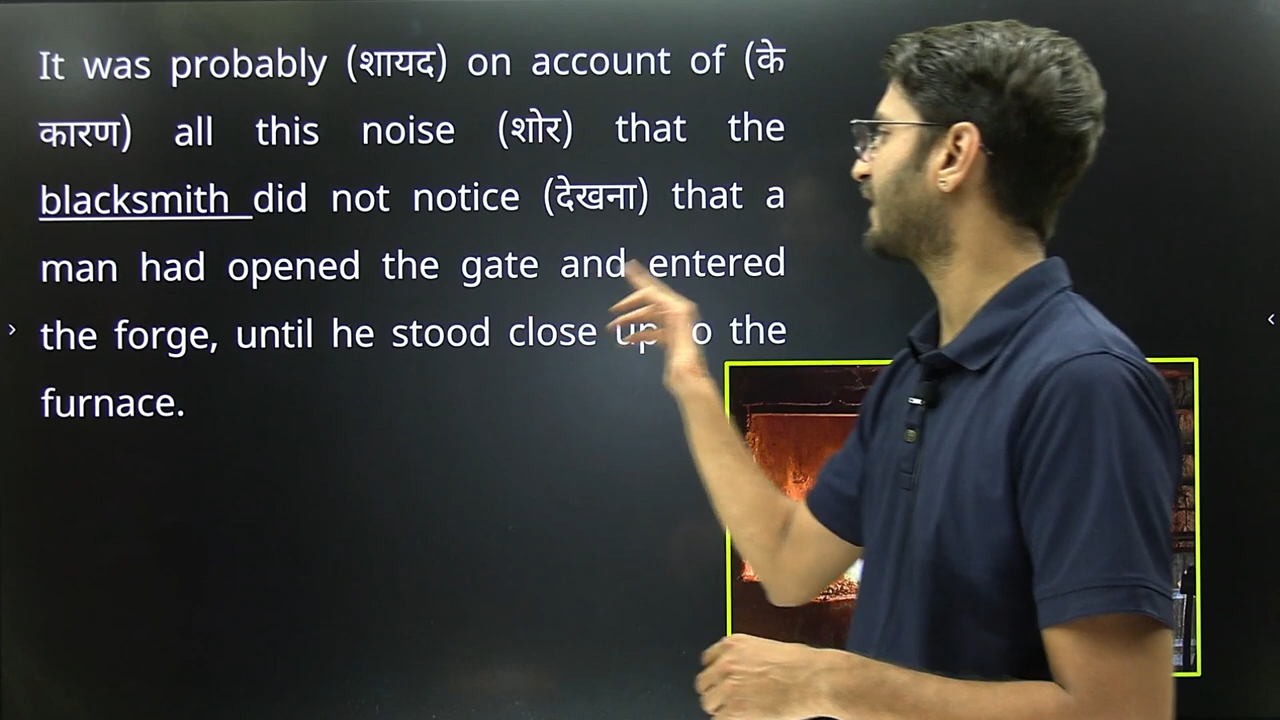 It was probably (शायद) on account of (के
कारण) all this noise (शोर) that the
blacksmith did not notice (देखना) that a
man had opened the gate and entered
the forge, until he stood close up to the
furnace.